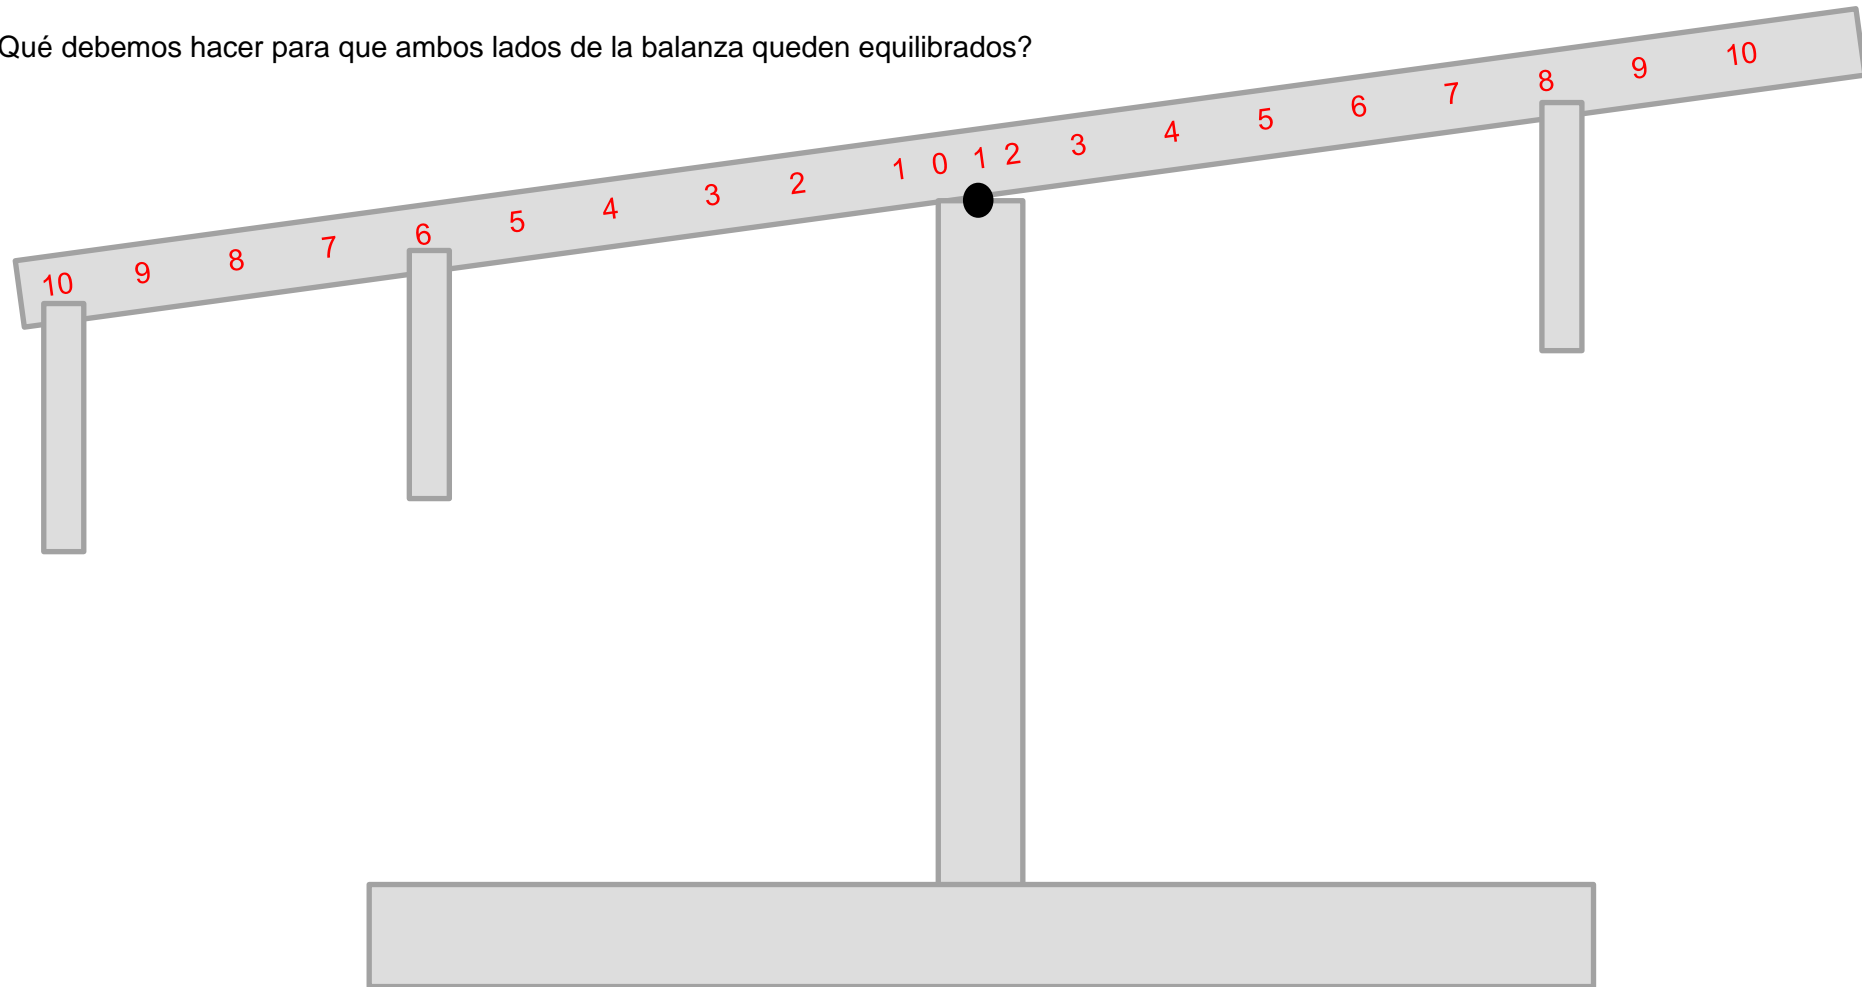 Qué debemos hacer para que ambos lados de la balanza queden equilibrados?
10 9 8 7 6 5 4 3 2 1 0 1 2 3 4 5 6 7 8 9 10